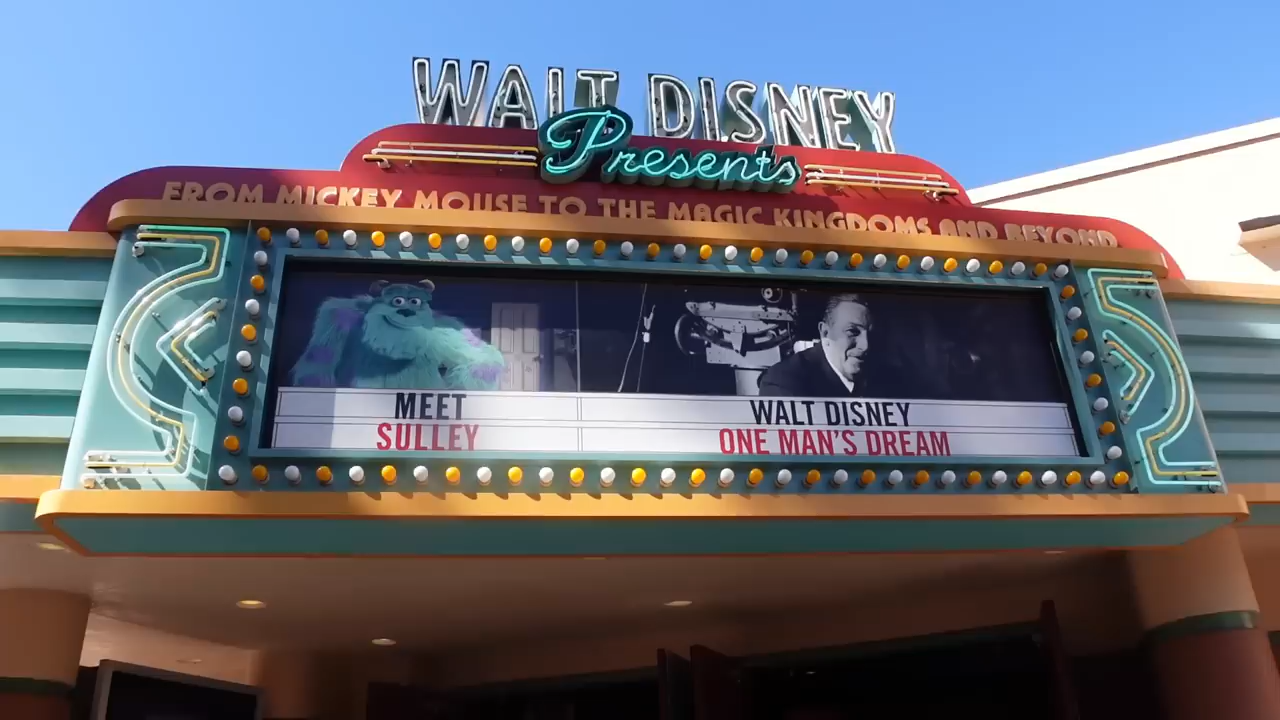 WALT DISNEY
Presents
FROM MICKEY MOUSE TO THE MAGIC KINGDOMS AND BEYOND
MEET
SULLEY
WALT DISNEY
ONE MAN'S DREAM